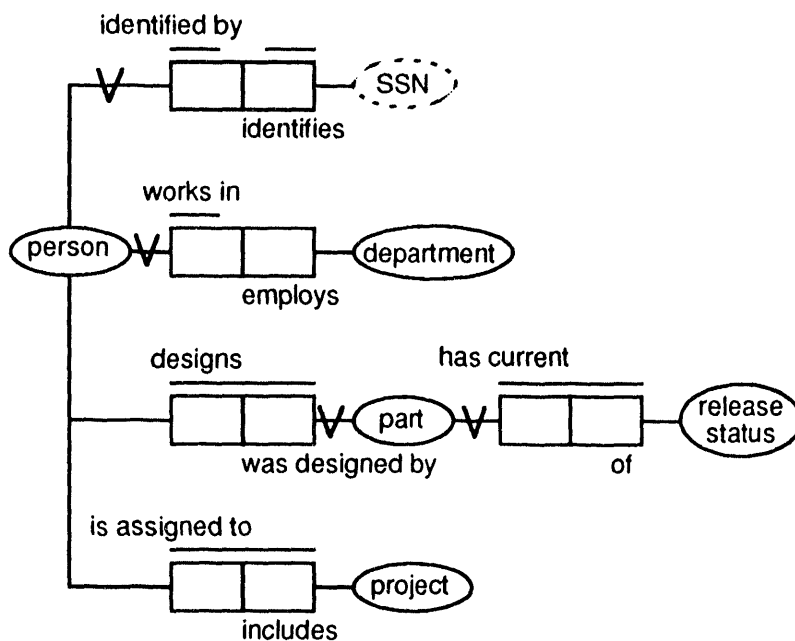 identified by
SSN
identifies
works in
person
department
employs
designs
has current
part
release
status
was designed by
of
is assigned to
project
includes